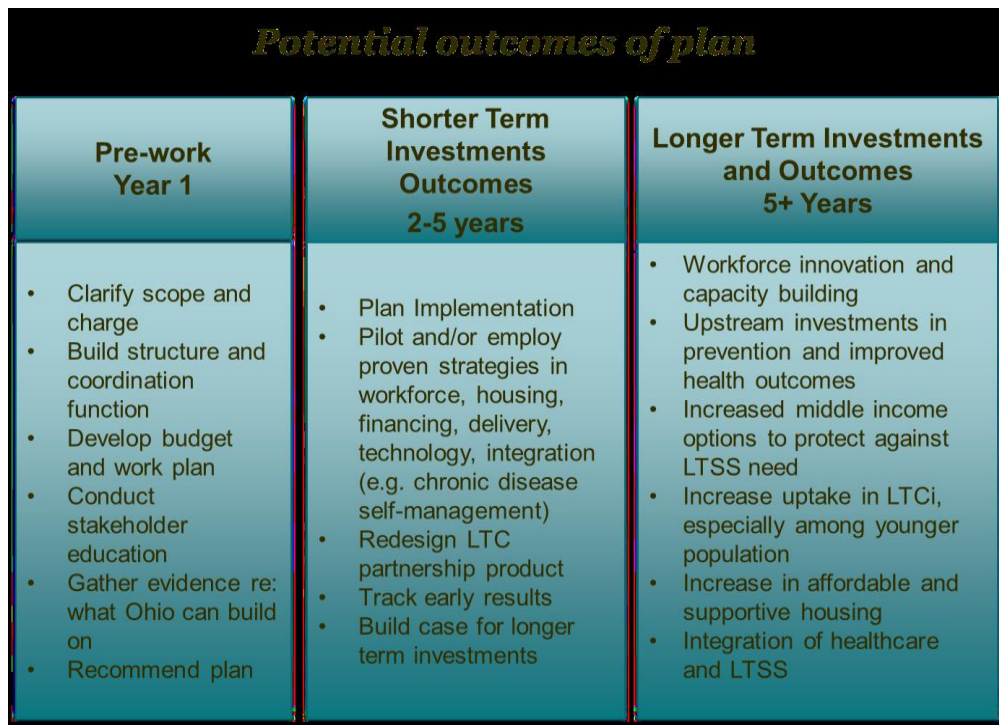 Potential outcomes of plan
Pre-work
Year 1
• Clarify scope and
charge
• Build structure and
coordination
function
• Develop budget
and work plan
• Conduct
stakeholder
education
• Gather evidence re:
what Ohio can build
on
• Recommend plan
Shorter Term
Investments
Outcomes
2-5 years
• Plan Implementation
• Pilot and/or employ
proven strategies in
workforce, housing,
financing, delivery,
technology, integration
(e.g. chronic disease
self-management)
• Redesign LTC
partnership product
• Track early results
• Build case for longer
term investments
Longer Term Investments
and Outcomes
5+ Years
• Workforce innovation and
capacity building
• Upstream investments in
prevention and improved
health outcomes
• Increased middle income
options to protect against
LTSS need
• Increase uptake in LTCi,
especially among younger
population
• Increase in affordable and
supportive housing
• Integration of healthcare
and LTSS